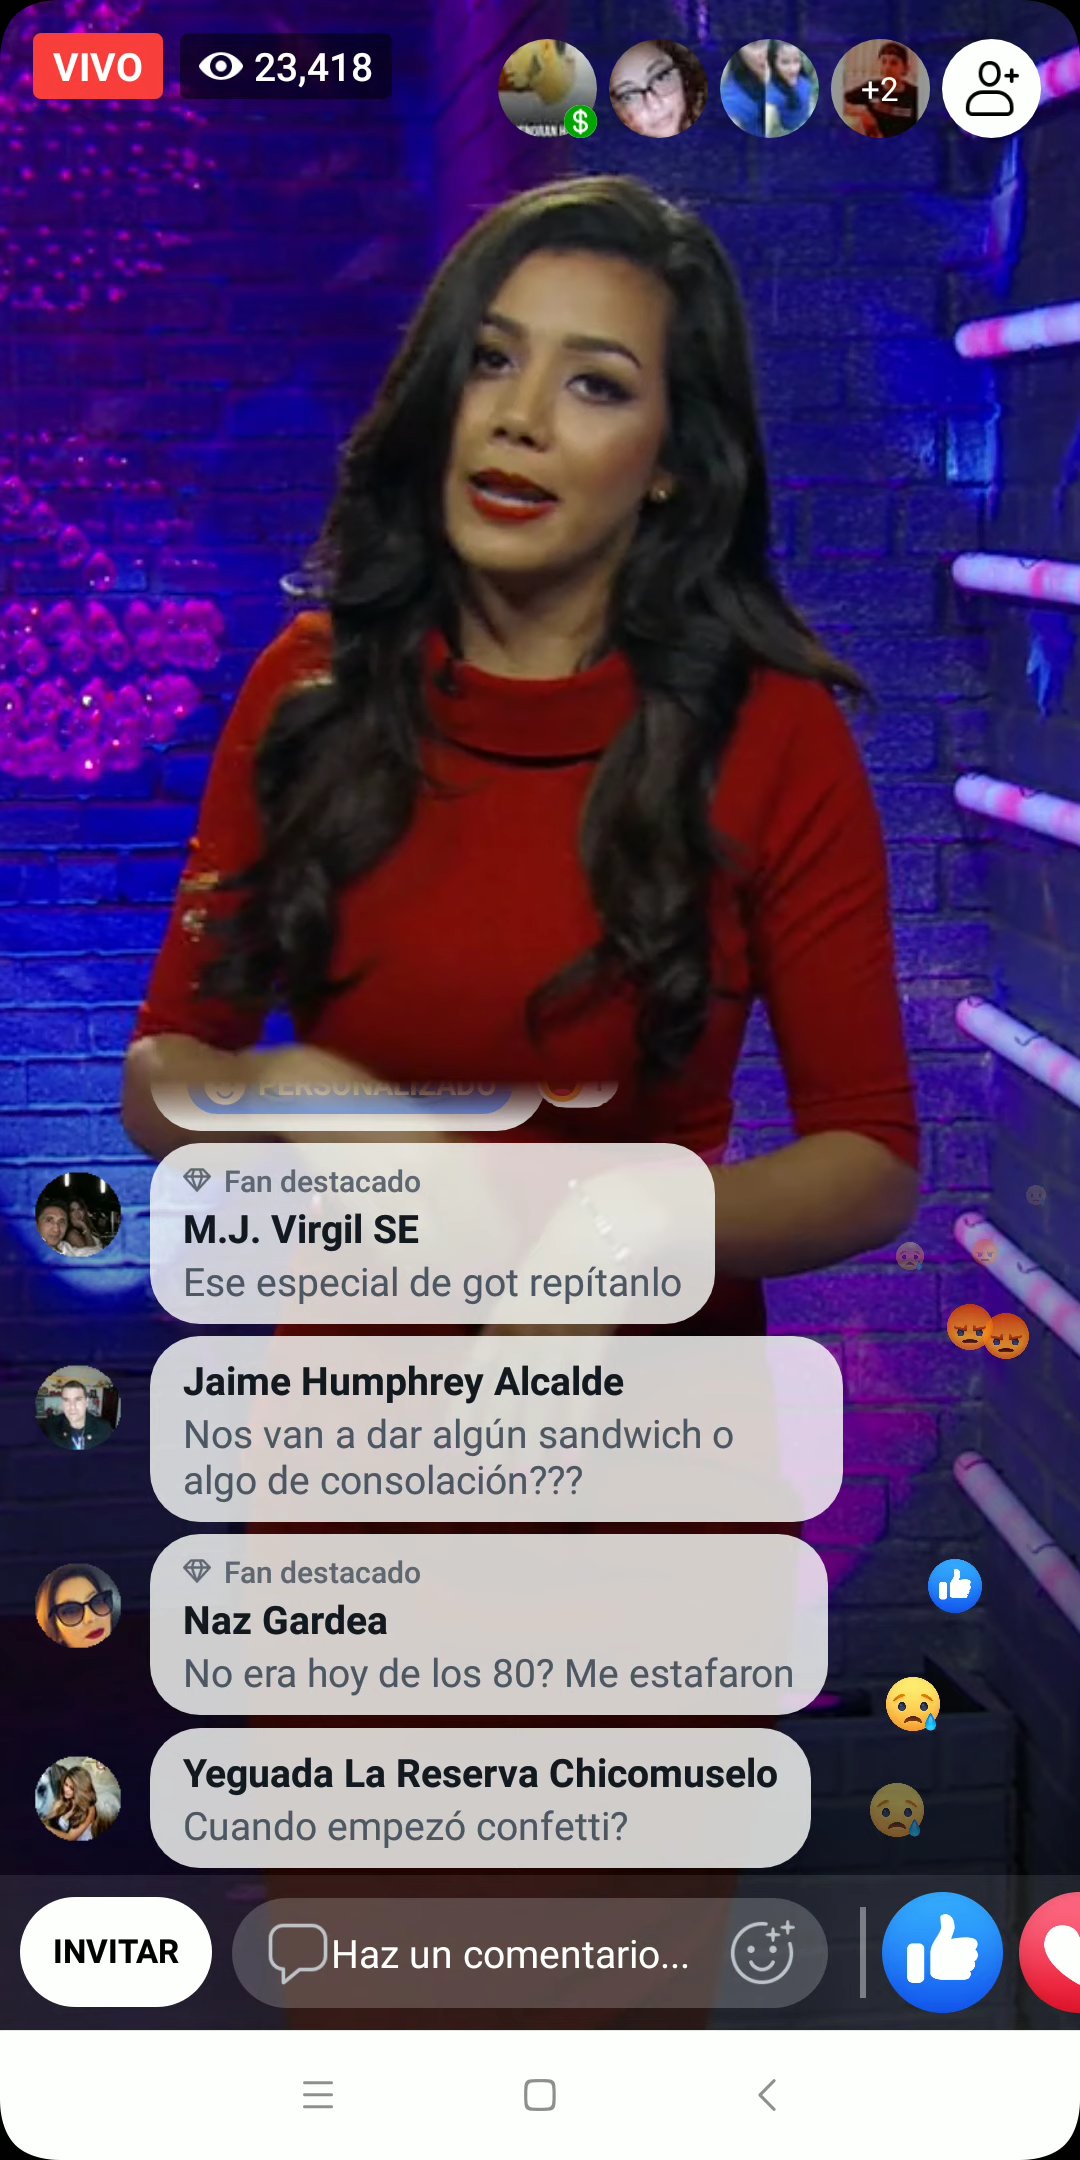 VIVO
23,418
+2
PERSONALIZADO
Fan destacado
M.J. Virgil SE
Ese especial de got repítanlo
Jaime Humphrey Alcalde
Nos van a dar algún sandwich o
algo de consolación???
Fan destacado
Naz Gardea
No era hoy de los 80? Me estafaron
Yeguada La Reserva Chicomuselo
Cuando empezó confetti?
INVITAR
Haz un comentario...